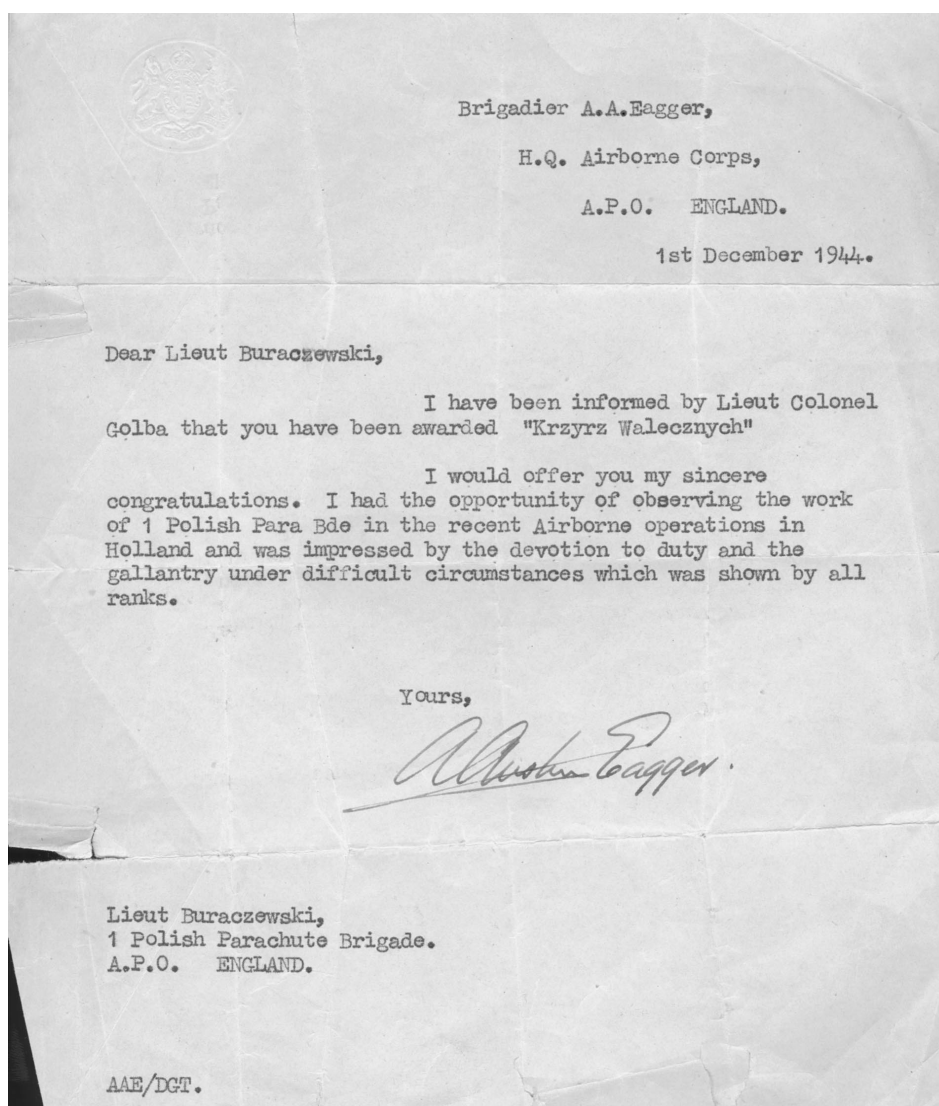 Brigadier A.A.Eagger,
H.Q. Airborne Corps,
A.P.O. ENGLAND.
1st December 1944.
Dear Lieut Buraczewski,
I have been informed by Lieut Colonel
Golba that you have been awarded "Krzyrz Walecznych"
I would offer you my sincere
congratulations. I had the opportunity of observing the work
of 1 Polish Para Bde in the recent Airborne operations in
Holland and was impressed by the devotion to duty and the
gallantry under difficult circumstances which was shown by all
ranks.
Yours,
A Austin Eagger.
Lieut Buraczewski,
1 Polish Parachute Brigade.
A.P.O. ENGLAND.
AAE/DGT.